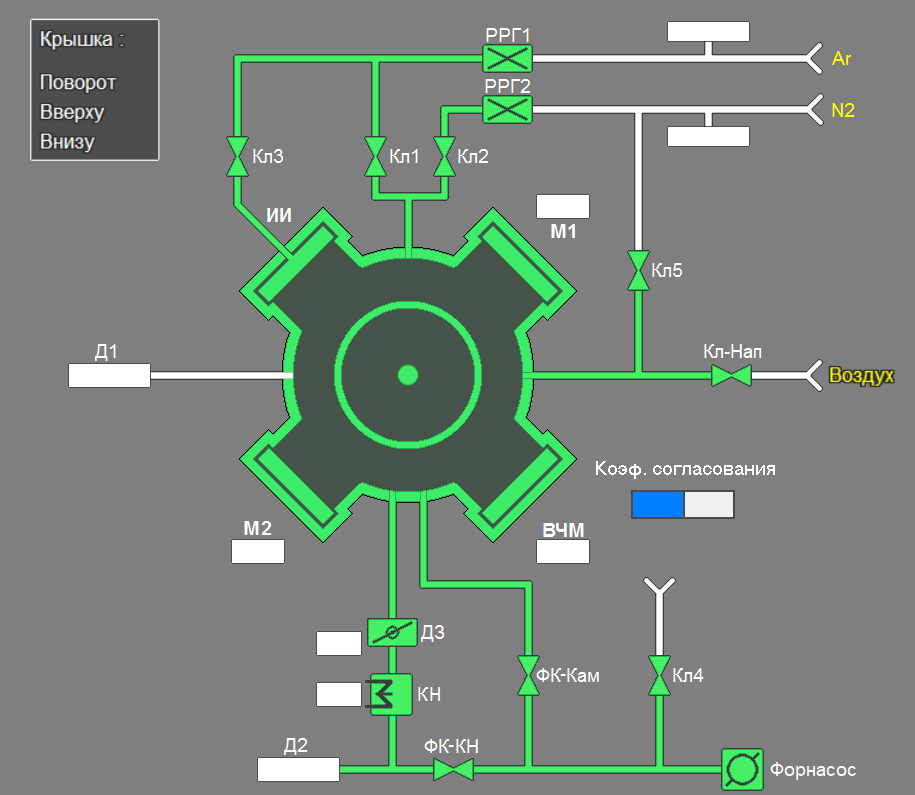 Крышка :
Поворот
Вверху
Внизу
РРГ1
Ar
РРГ2
N2
Кл3
Кл1
Кл2
ИИ
М1
Кл5
Д1
Кл-Нап
Воздух
Коэф. согласования
М2
ВЧМ
ДЗ
ФК-Кам
Кл4
КН
Д2
ФК-КН
Форнасос